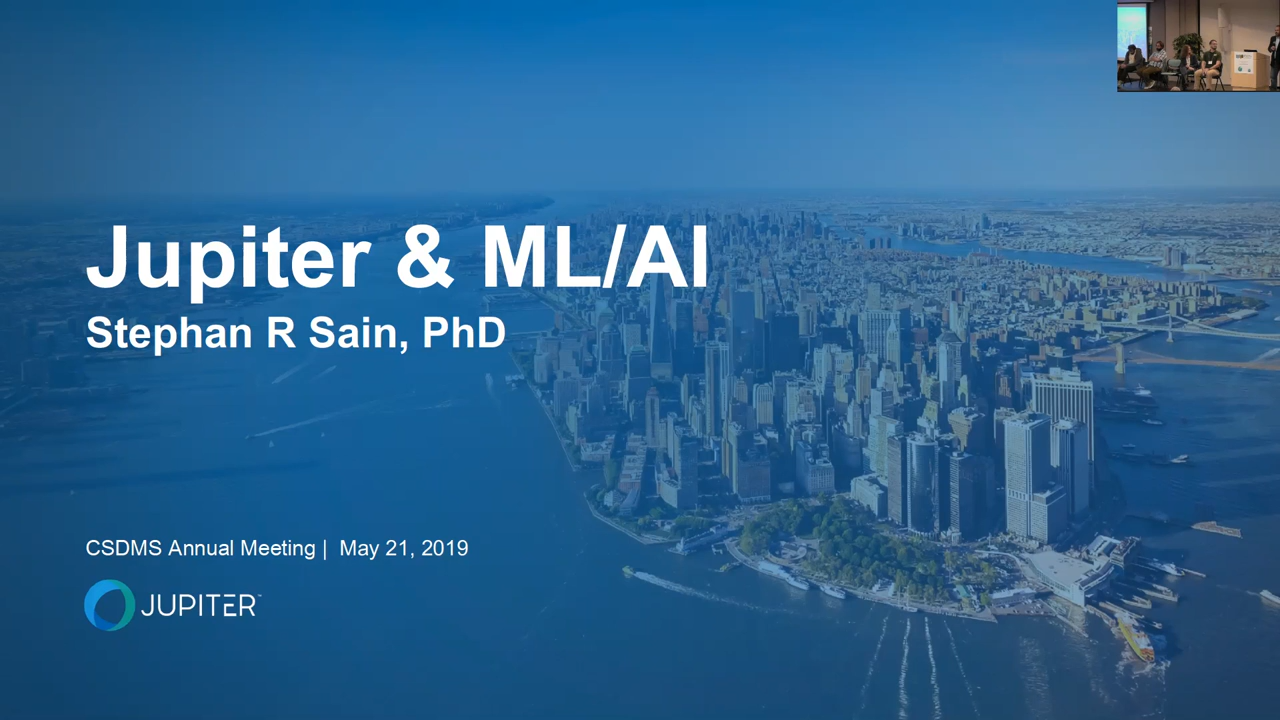 Jupiter & ML/AI
Stephan R Sain, PhD
CSDMS Annual Meeting | May 21, 2019
JUPITER